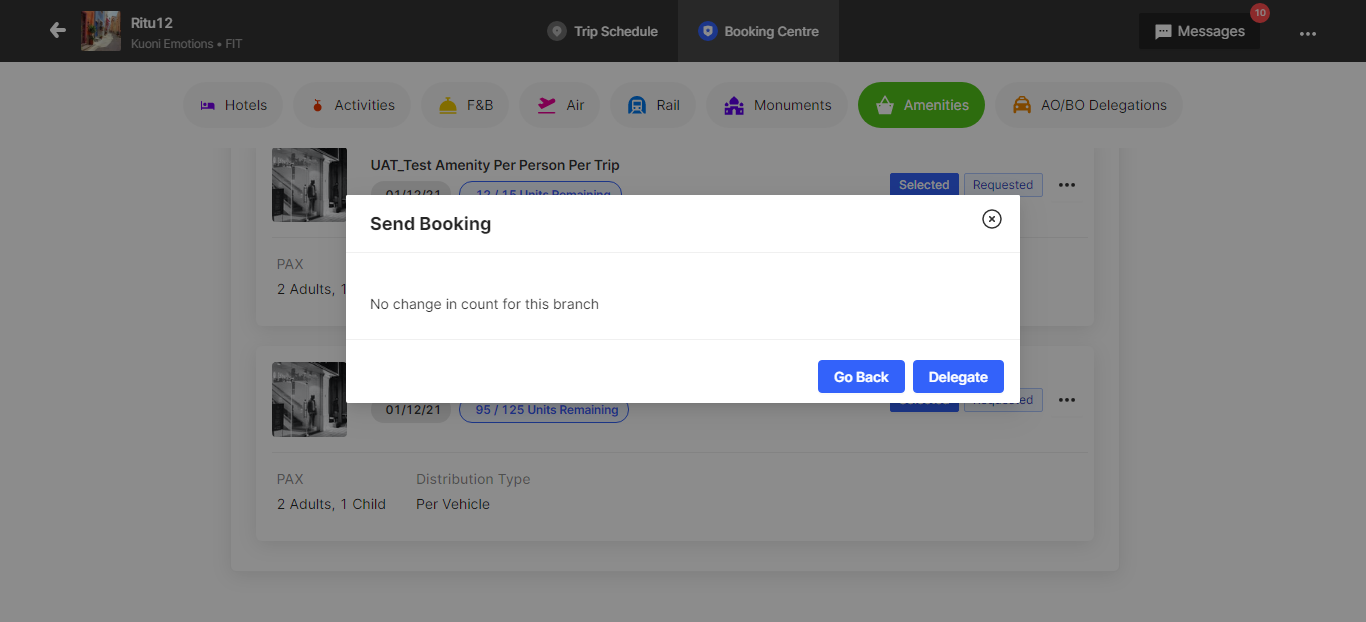 Ritu12
Kuoni Emotions • FIT
Trip Schedule
Booking Centre
Messages
10
Hotels
Activities
F&B
Air
Rail
Monuments
Amenities
AO/BO Delegations
UAT_Test Amenity Per Person Per Trip
01/12/21
12 / 15 Units Remaining
Selected
Requested
PAX
2 Adults, 1
Send Booking
No change in count for this branch
Go Back
Delegate
01/12/21
95 / 125 Units Remaining
PAX
Distribution Type
2 Adults, 1 Child
Per Vehicle